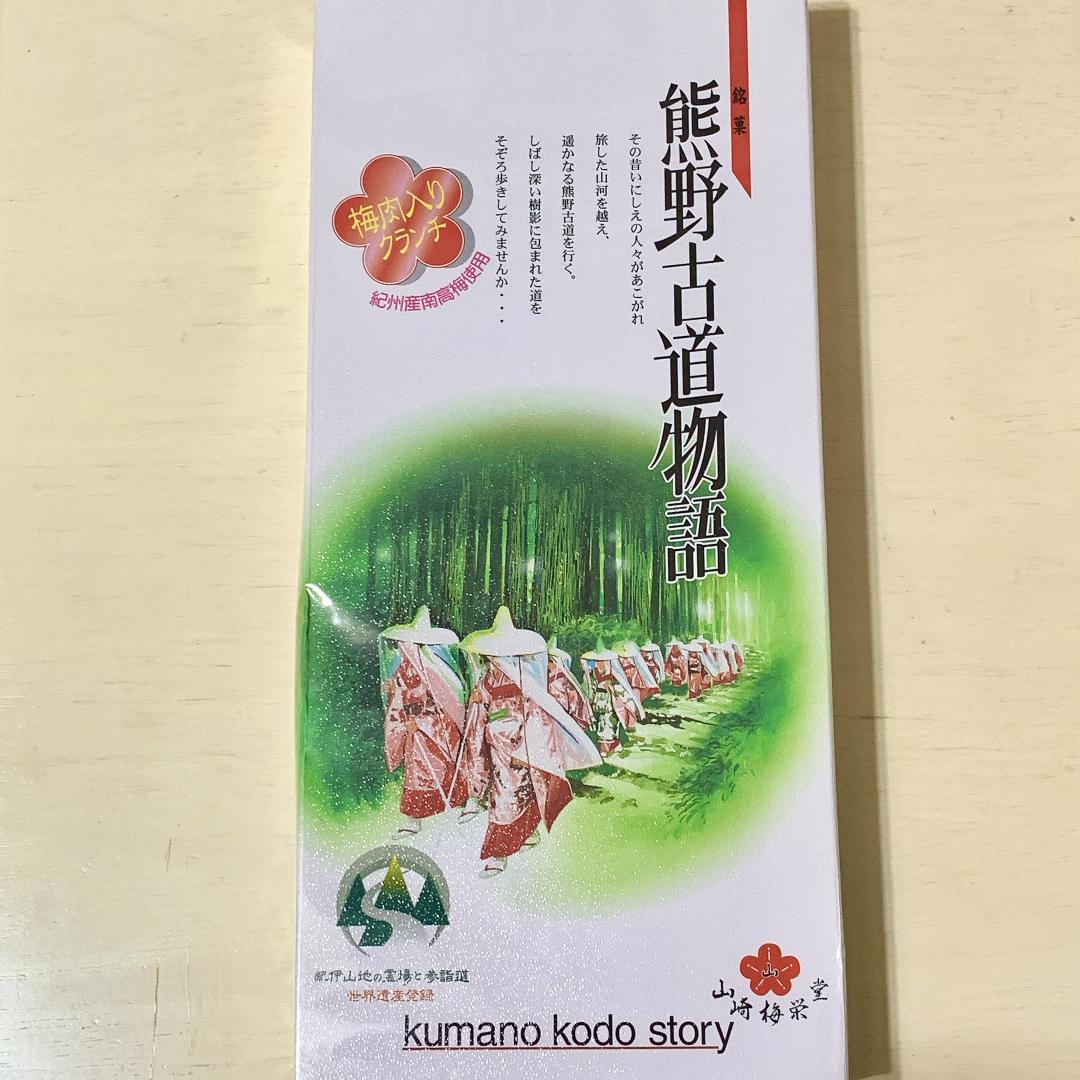 銘菓
熊野古道物語
その昔いにしえの人々があこがれ
旅した山河を越え、
遥かなる熊野古道を行く。
しばし深い樹影に包まれた道を
そぞろ歩きしてみませんか・・・
梅肉入り
クランチ
紀州産南高梅使用
紀伊山地の霊場と参詣道
世界遺産登録
山
山崎梅栄堂
kumano kodo story